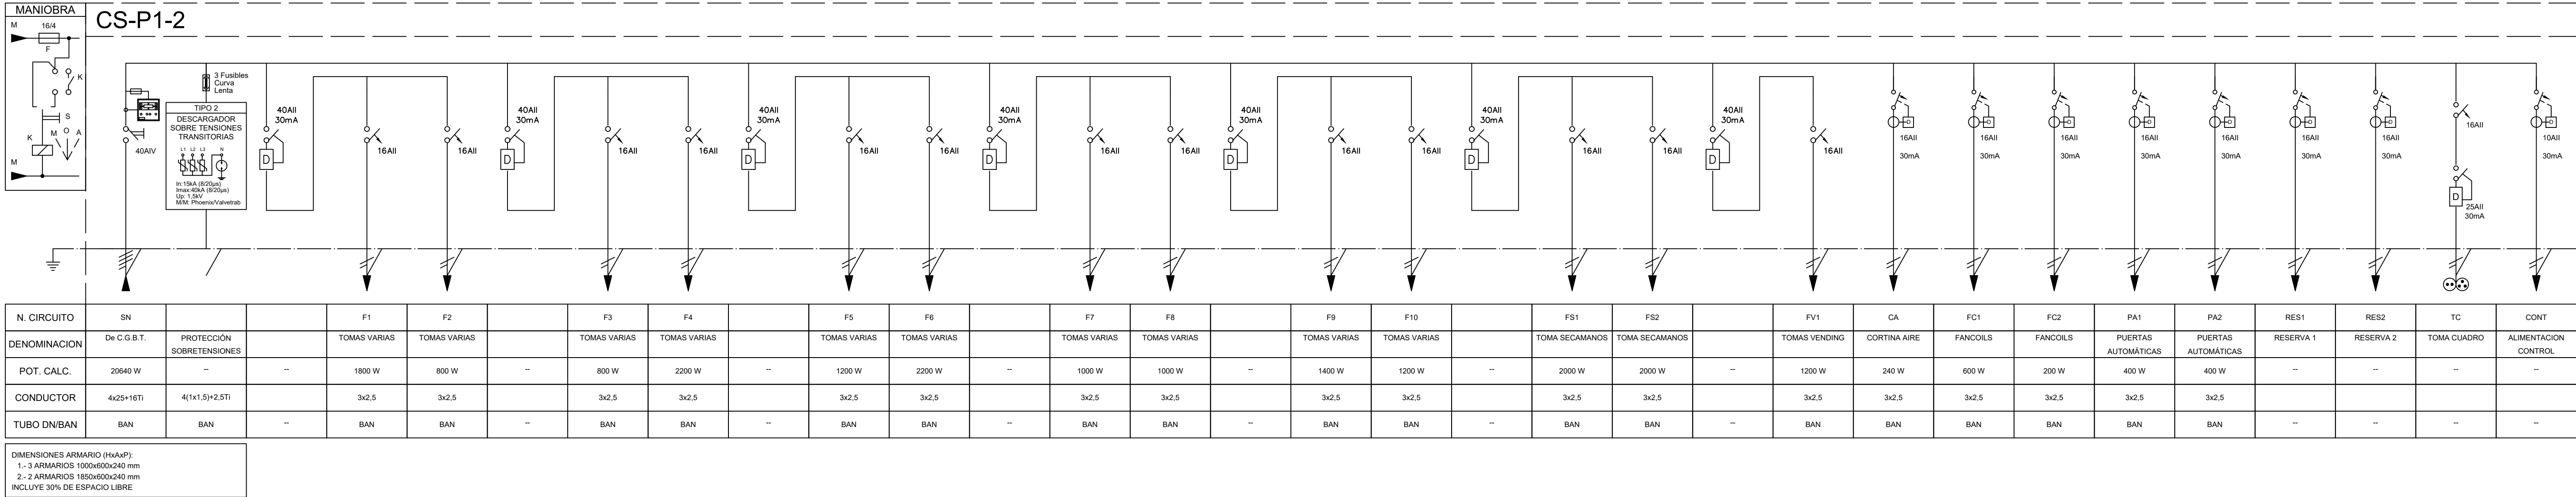 MANIOBRA
M
16/4
F
K
S
K
M
O
A
M
CS-P1-2
40AIV
3 Fusibles
Curva
Lenta
TIPO 2
DESCARGADOR
SOBRE TENSIONES
TRANSITORIAS
L1 L2 L3 N
In:15kA (8/20µs)
Imax:40kA (8/20µs)
Up: 1,5kV
M/M: Phoenix/Valvetrab
40AII
30mA
D
16AII
16AII
40AII
30mA
D
16AII
16AII
40AII
30mA
D
16AII
16AII
40AII
30mA
D
16AII
16AII
40AII
30mA
D
16AII
16AII
40AII
30mA
D
16AII
16AII
40AII
30mA
D
16AII
16AII
30mA
16AII
30mA
16AII
30mA
16AII
30mA
16AII
30mA
16AII
30mA
16AII
30mA
16AII
D
25AII
30mA
10AII
30mA
N. CIRCUITO SN F1 F2 F3 F4 F5 F6 F7 F8 F9 F10 FS1 FS2 FV1 CA FC1 FC2 PA1 PA2 RES1 RES2 TC CONT
DENOMINACION De C.G.B.T. PROTECCIÓN TOMAS VARIAS TOMAS VARIAS TOMAS VARIAS TOMAS VARIAS TOMAS VARIAS TOMAS VARIAS TOMAS VARIAS TOMAS VARIAS TOMAS VARIAS TOMAS VARIAS TOMA SECAMANOS TOMA SECAMANOS TOMAS VENDING CORTINA AIRE FANCOILS FANCOILS PUERTAS PUERTAS RESERVA 1 RESERVA 2 TOMA CUADRO ALIMENTACION
SOBRETENSIONES AUTOMÁTICAS AUTOMÁTICAS CONTROL
POT. CALC. 20640 W -- -- 1800 W 800 W -- 800 W 2200 W -- 1200 W 2200 W -- 1000 W 1000 W -- 1400 W 1200 W -- 2000 W 2000 W -- 1200 W 240 W 600 W 200 W 400 W 400 W -- -- -- --
CONDUCTOR 4x25+16Ti 4(1x1,5)+2,5Ti 3x2,5 3x2,5 3x2,5 3x2,5 3x2,5 3x2,5 3x2,5 3x2,5 3x2,5 3x2,5 3x2,5 3x2,5 3x2,5 3x2,5 3x2,5 3x2,5 3x2,5 3x2,5
TUBO DN/BAN BAN BAN -- BAN BAN -- BAN BAN -- BAN BAN -- BAN BAN -- BAN BAN -- BAN BAN -- BAN BAN BAN BAN BAN BAN -- -- -- --
DIMENSIONES ARMARIO (HxAxP):
1.- 3 ARMARIOS 1000x600x240 mm
2.- 2 ARMARIOS 1850x600x240 mm
INCLUYE 30% DE ESPACIO LIBRE